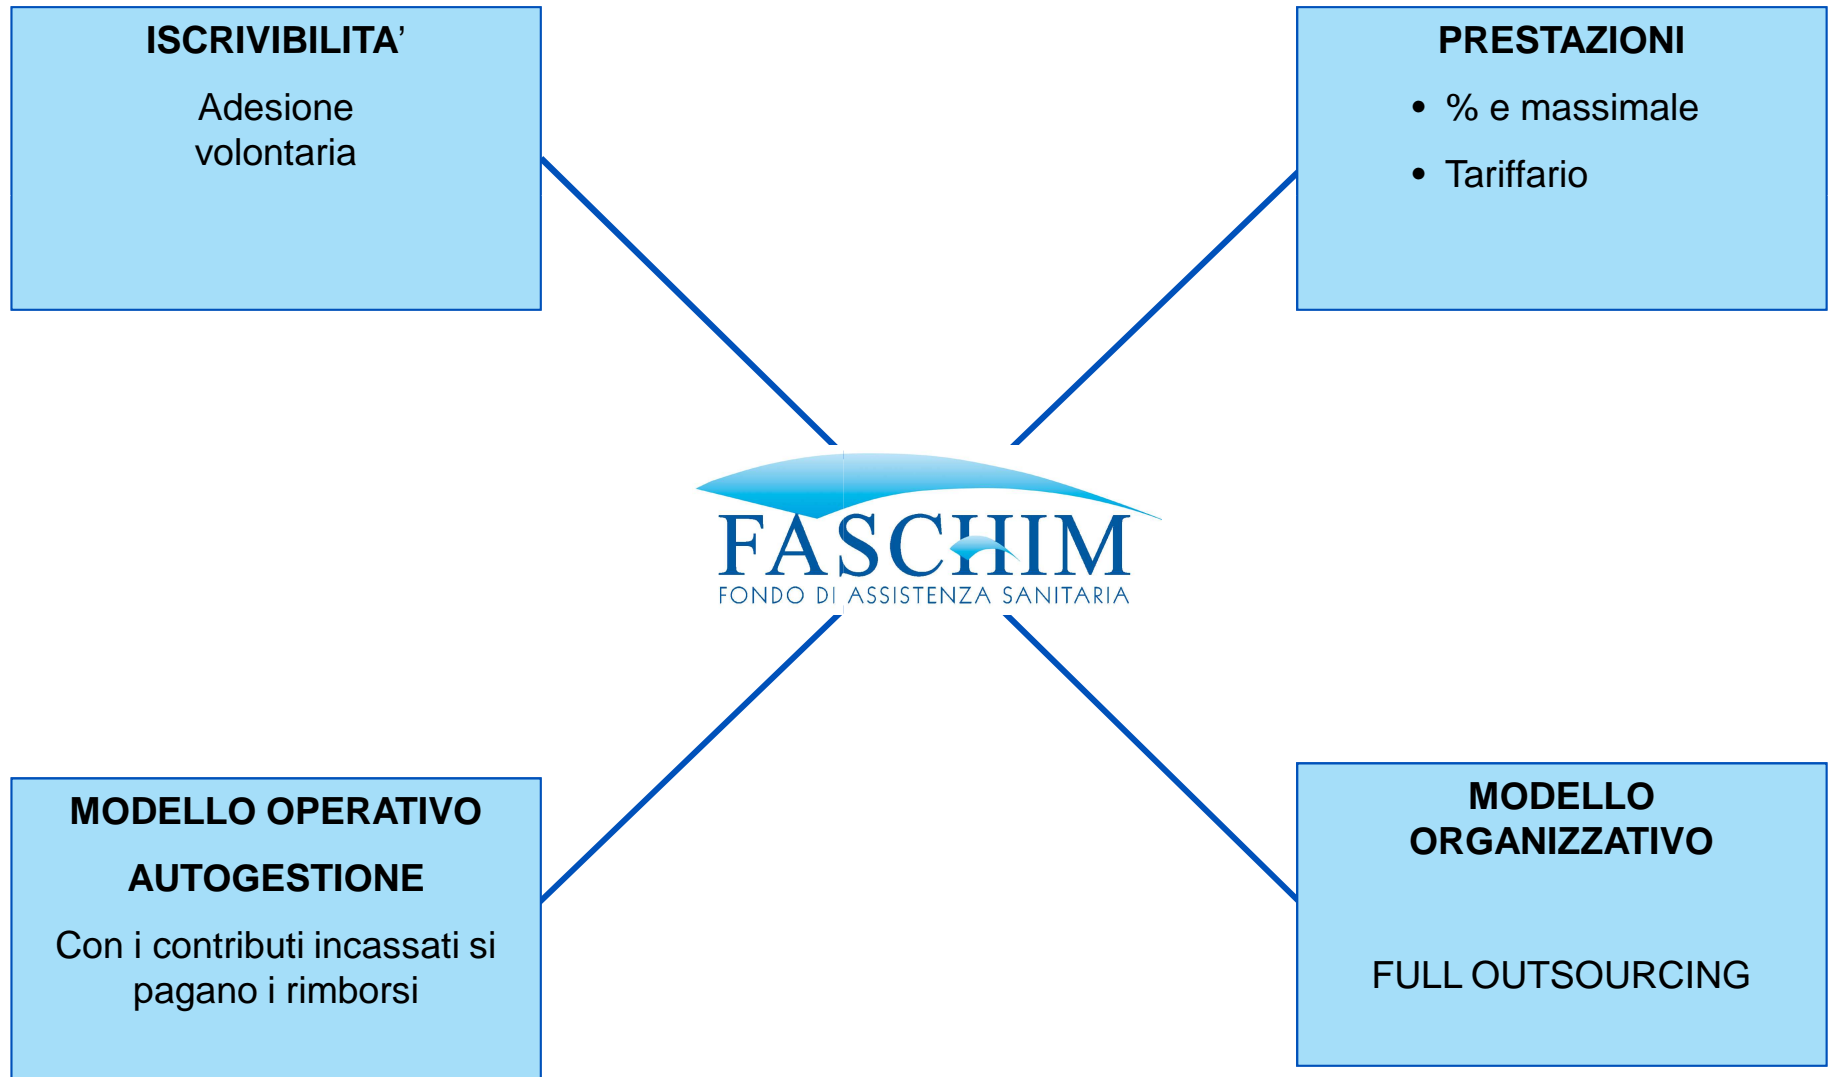 ISCRIVIBILITA’
Adesione
volontaria
PRESTAZIONI
• % e massimale
• Tariffario
FASCHIM
FONDO DI ASSISTENZA SANITARIA
MODELLO OPERATIVO
AUTOGESTIONE
Con i contributi incassati si
pagano i rimborsi
MODELLO
ORGANIZZATIVO
FULL OUTSOURCING